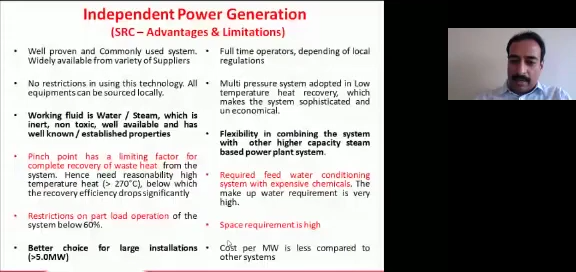 Independent Power Generation
(SRC – Advantages & Limitations)
• Well proven and Commonly used system.
Widely available from variety of Suppliers
• No restrictions in using this technology. All
equipments can be sourced locally.
• Working fluid is Water / Steam, which is
inert, non toxic, well available and has
well known / established properties
• Pinch point has a limiting factor for
complete recovery of waste heat from the
system. Hence need reasonability high
temperature heat (> 270°C), below which
the recovery efficiency drops significantly
• Restrictions on part load operation of the
system below 60%.
• Better choice for large installations
(>5.0MW)
• Full time operators, depending of local
regulations
• Multi pressure system adopted in Low
temperature heat recovery, which
makes the system sophisticated and
un economical.
• Flexibility in combining the system
with other higher capacity steam
based power plant system.
• Required feed water conditioning
system with expensive chemicals. The
make up water requirement is very
high.
• Space requirement is high
• Cost per MW is less compared to
other systems